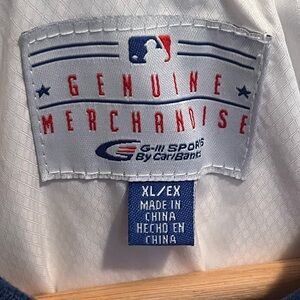 GENUINE
MERCHANDISE
G-III SPORTS
By Carl Banks
XL/EX
MADE IN
CHINA
HECHO EN
CHINA